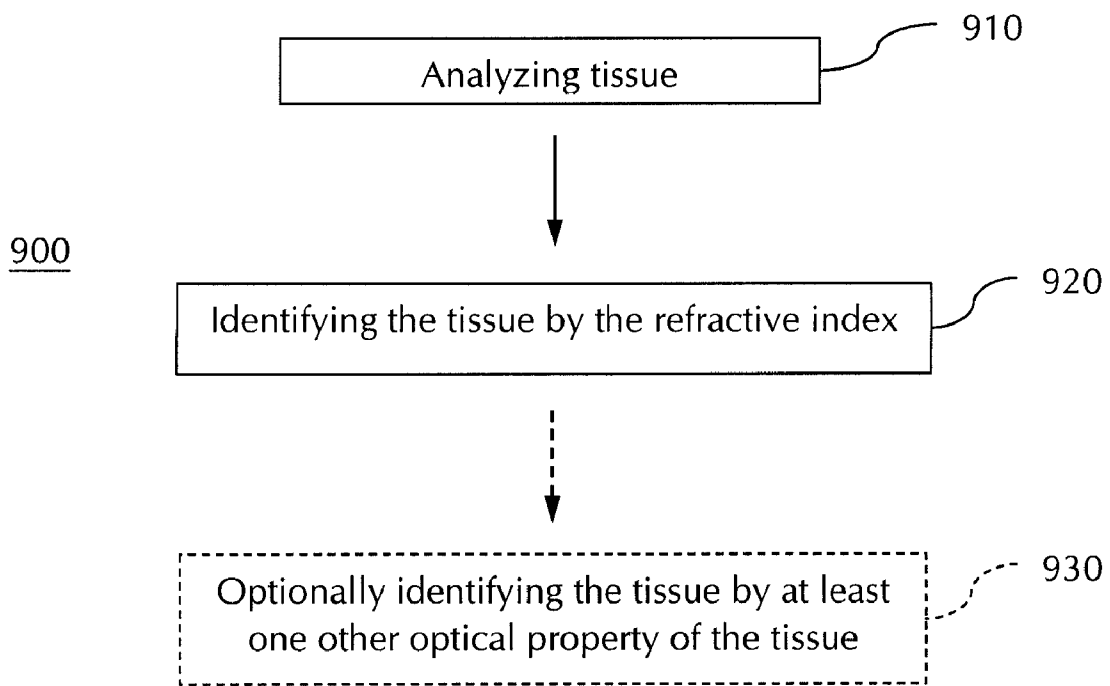 910
Analyzing tissue
900
920
Identifying the tissue by the refractive index
930
Optionally identifying the tissue by at least
one other optical property of the tissue